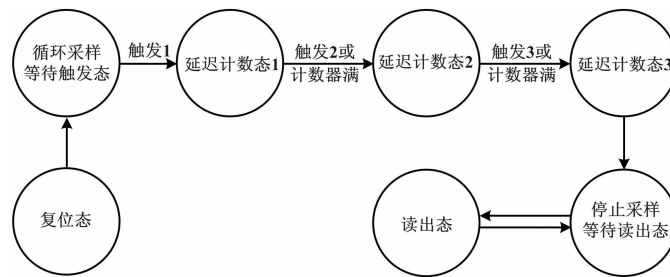 循环采样
等待触发态
触发1
延迟计数态1
触发2或
计数器满
延迟计数态2
触发3或
计数器满
延迟计数态3
复位态
读出态
停止采样
等待读出态